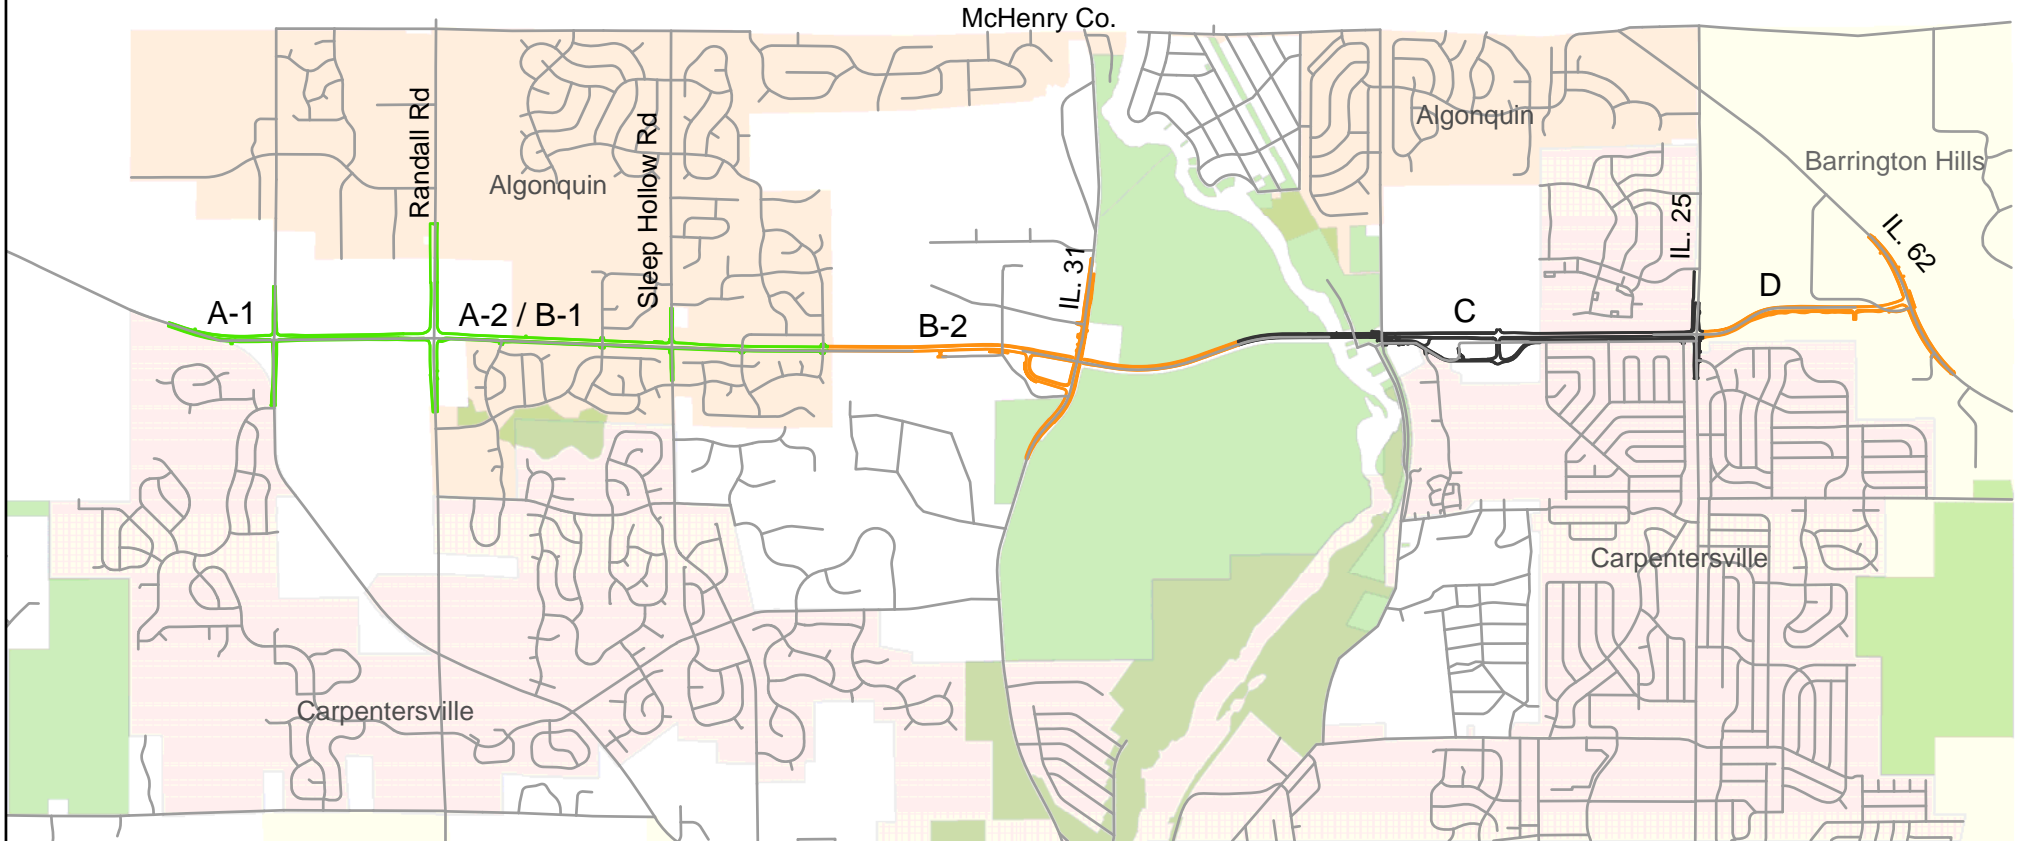 McHenry Co.
Randall Rd
Sleep Hollow Rd
Algonquin
Algonquin
Barrington Hills
IL. 25
IL. 62
IL. 31
A-1
A-2 / B-1
B-2
C
D
Carpentersville
Carpentersville